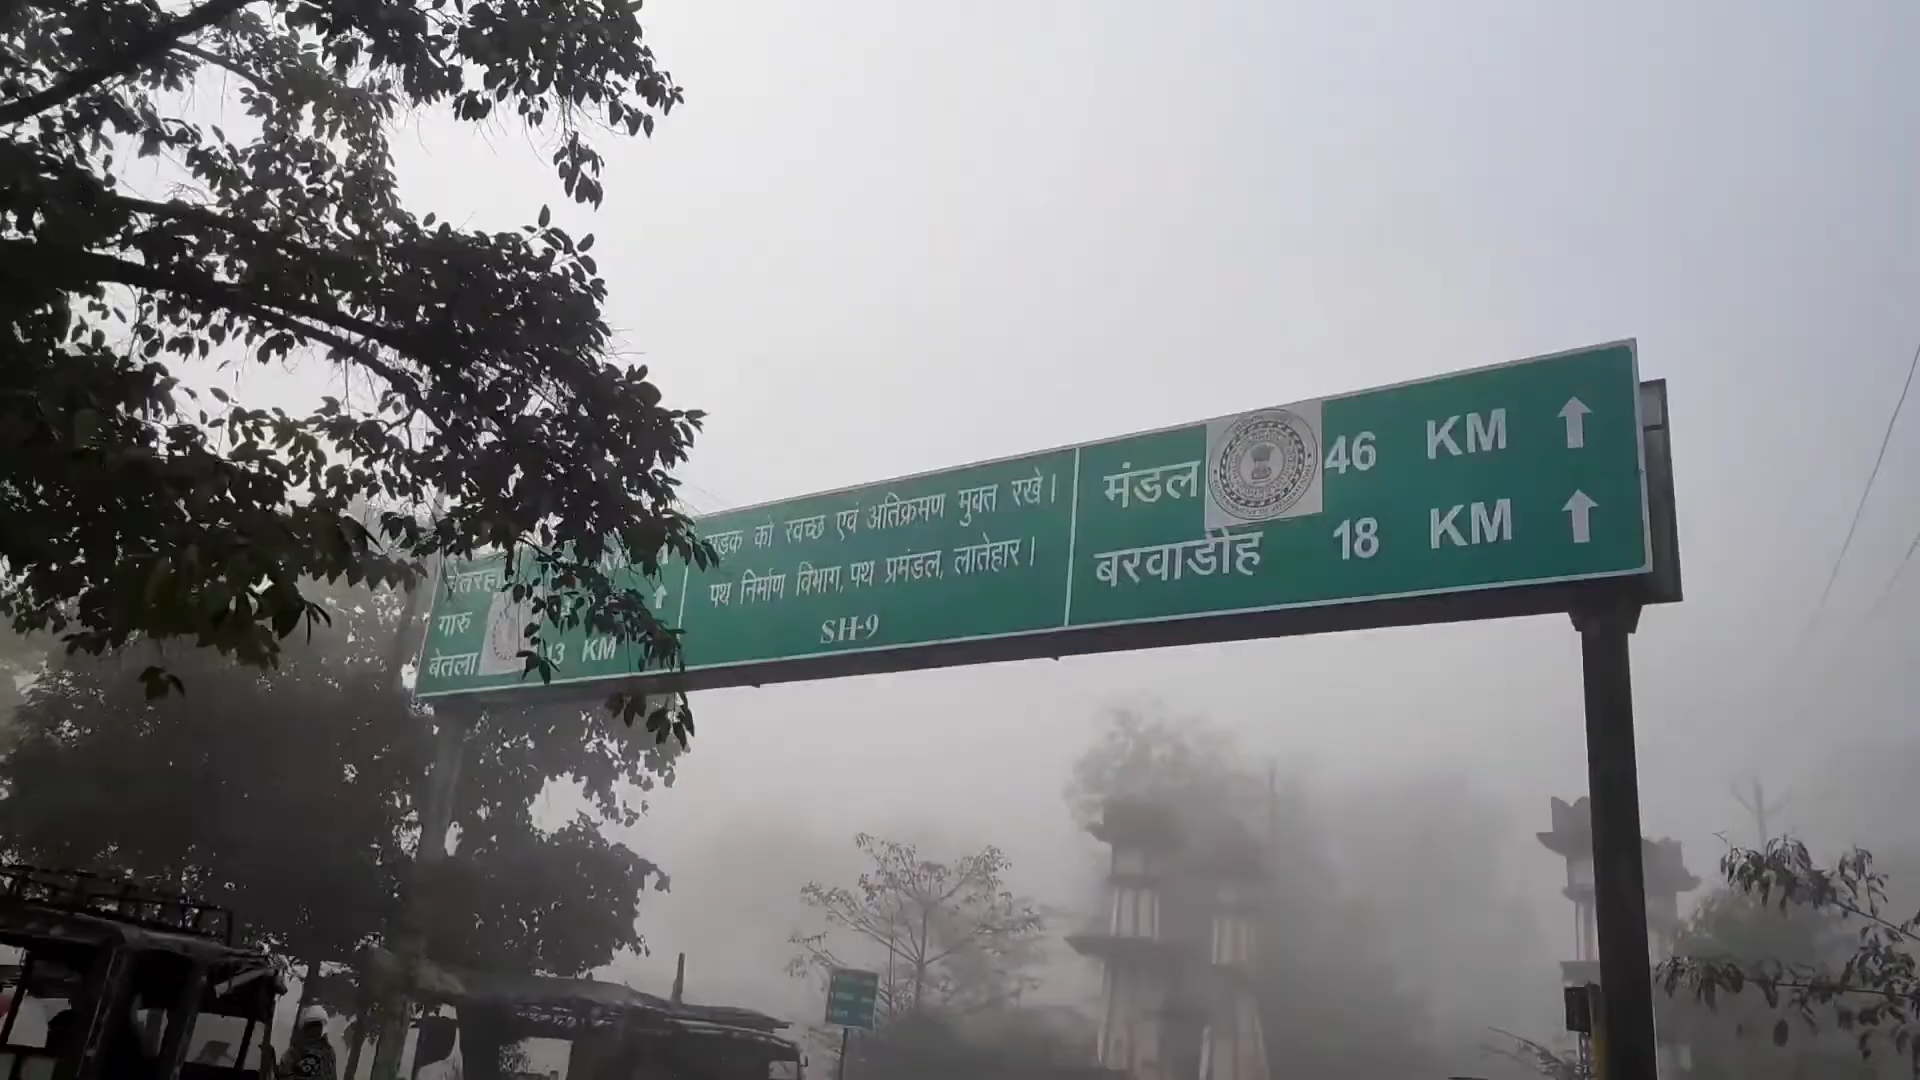 गारु
बेतला 13 KM
सड़क को स्वच्छ एवं अतिक्रमण मुक्त रखे।
पथ निर्माण विभाग, पथ प्रमंडल, लातेहार।
SH-9
मंडल 46 KM
बरवाडीह 18 KM